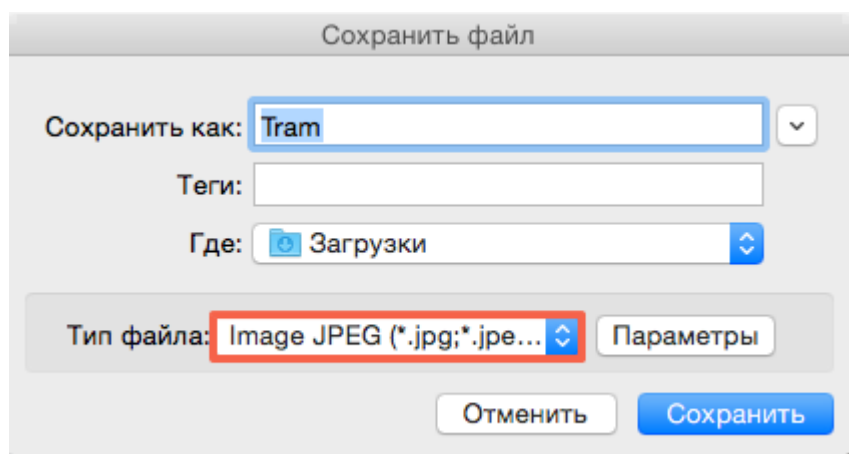 Сохранить файл
Сохранить как: Tram
Теги:
Где: Загрузки
Тип файла: Image JPEG (*.jpg;*.jpe... Параметры
Отменить Сохранить